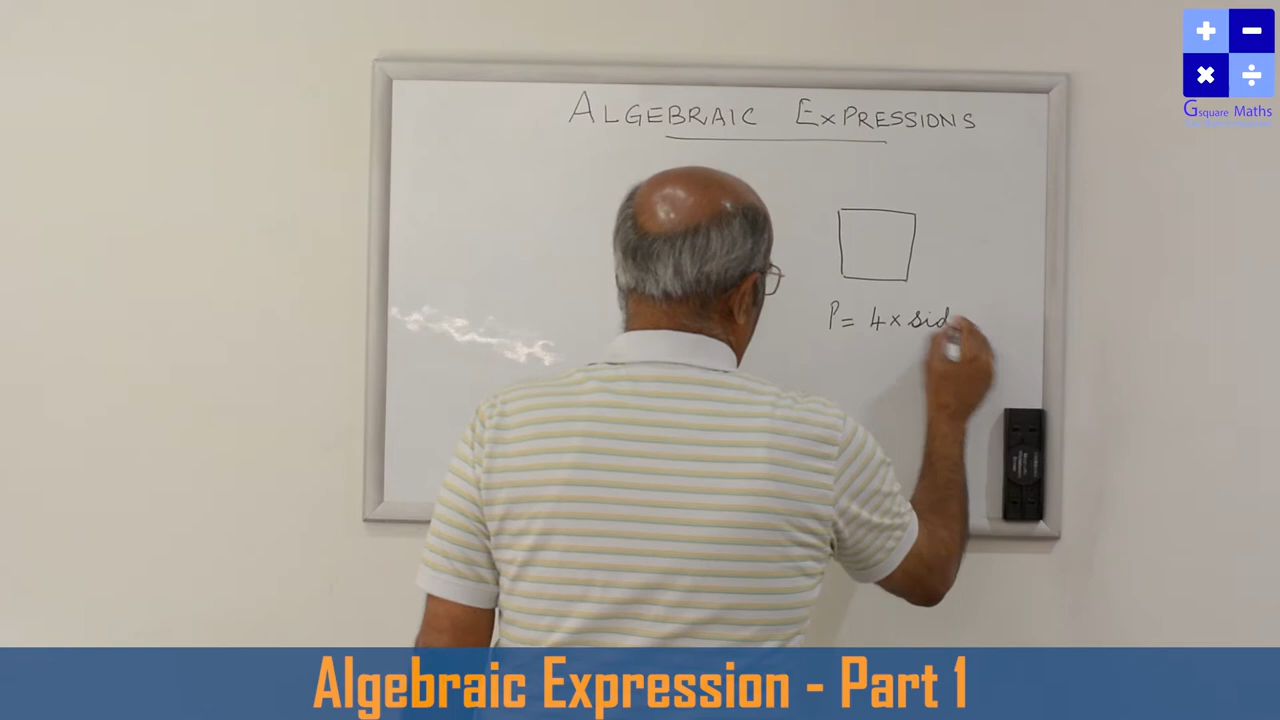 + -
× ÷
Gsquare Maths
ALGEBRAIC EXPRESSIONS
P = 4 × sid
Algebraic Expression - Part 1